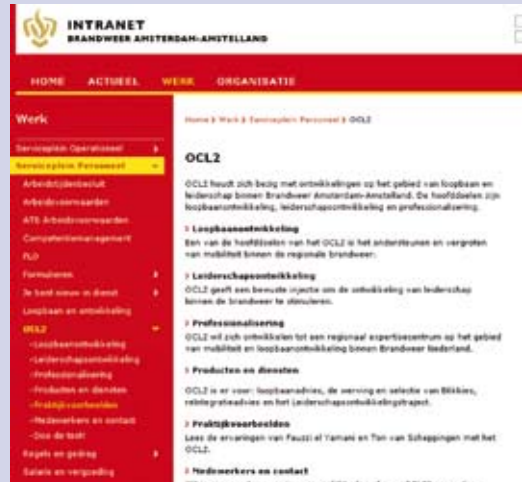 INTRANET
BRANDWEER AMSTERDAM-AMSTELLAND
HOME ACTUEEL WERK ORGANISATIE
Werk
Serviceplein Operationeel
Serviceplein Personeel
Arbeidstijdenbesluit
Arbeidsvoorwaarden
ATS Arbeidsvoorwaarden
Competentiemanagement
FLO
Formulieren
Je bent nieuw in dienst
Loopbaan en ontwikkeling
OCL2
-Loopbaanontwikkeling
-Leiderschapsontwikkeling
-Professionalisering
-Producten en diensten
-Praktijkvoorbeelden
-Medewerkers en contact
-Doe de test!
Regels en gedrag
Salaris en vergoeding
Home > Werk > Serviceplein Personeel > OCL2
OCL2
OCL2 houdt zich bezig met ontwikkelingen op het gebied van loopbaan en
leiderschap binnen Brandweer Amsterdam-Amstelland. De hoofddoelen zijn
loopbaanontwikkeling, leiderschapsontwikkeling en professionalisering.
> Loopbaanontwikkeling
Een van de hoofddoelen van het OCL2 is het ondersteunen en vergroten
van mobiliteit binnen de regionale brandweer.
> Leiderschapsontwikkeling
OCL2 geeft een bewuste injectie om de ontwikkeling van leiderschap
binnen de brandweer te stimuleren.
> Professionalisering
OCL2 wil zich ontwikkelen tot een regionaal expertisecentrum op het gebied
van mobiliteit en loopbaanontwikkeling binnen Brandweer Nederland.
> Producten en diensten
OCL2 is er voor: loopbaanadvies, de werving en selectie van Blikkies,
reïntegratieadvies en het Leiderschapsontwikkelingstraject.
> Praktijkvoorbeelden
Lees de ervaringen van Fauzzi el Yamani en Ton van Scheppingen met het
OCL2.
> Medewerkers en contact